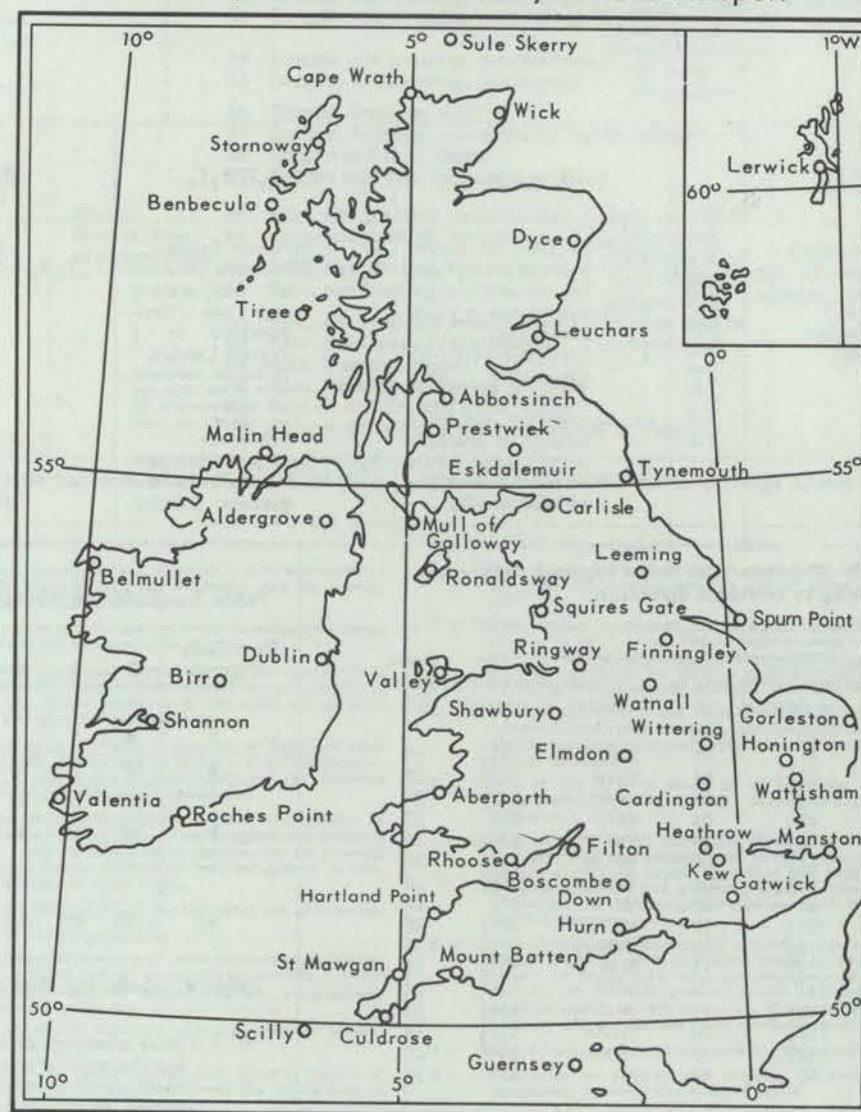 10°
5°
Sule Skerry
1°W
Cape Wrath
Wick
Stornoway
Lerwick
60°
Benbecula
Dyce
Tiree
Leuchars
0°
Abbotsinch
Prestwick
Malin Head
Eskdalemuir
55°
Tynemouth
55°
Aldergrove
Mull of
Galloway
Carlisle
Belmullet
Leeming
Ronaldsway
Squires Gate
Spurn Point
Dublin
Ringway
Finningley
Birr
Valley
Watnall
Shannon
Shawbury
Wittering
Gorleston
Elmdon
Honington
Valentia
Aberporth
Cardington
Wattisham
Roches Point
Heathrow
Manston
Rhoose
Filton
Kew
Hartland Point
Boscombe
Down
Gatwick
Hurn
St Mawgan
Mount Batten
50°
50°
Scilly
Culdrose
Guernsey
10°
5°
0°